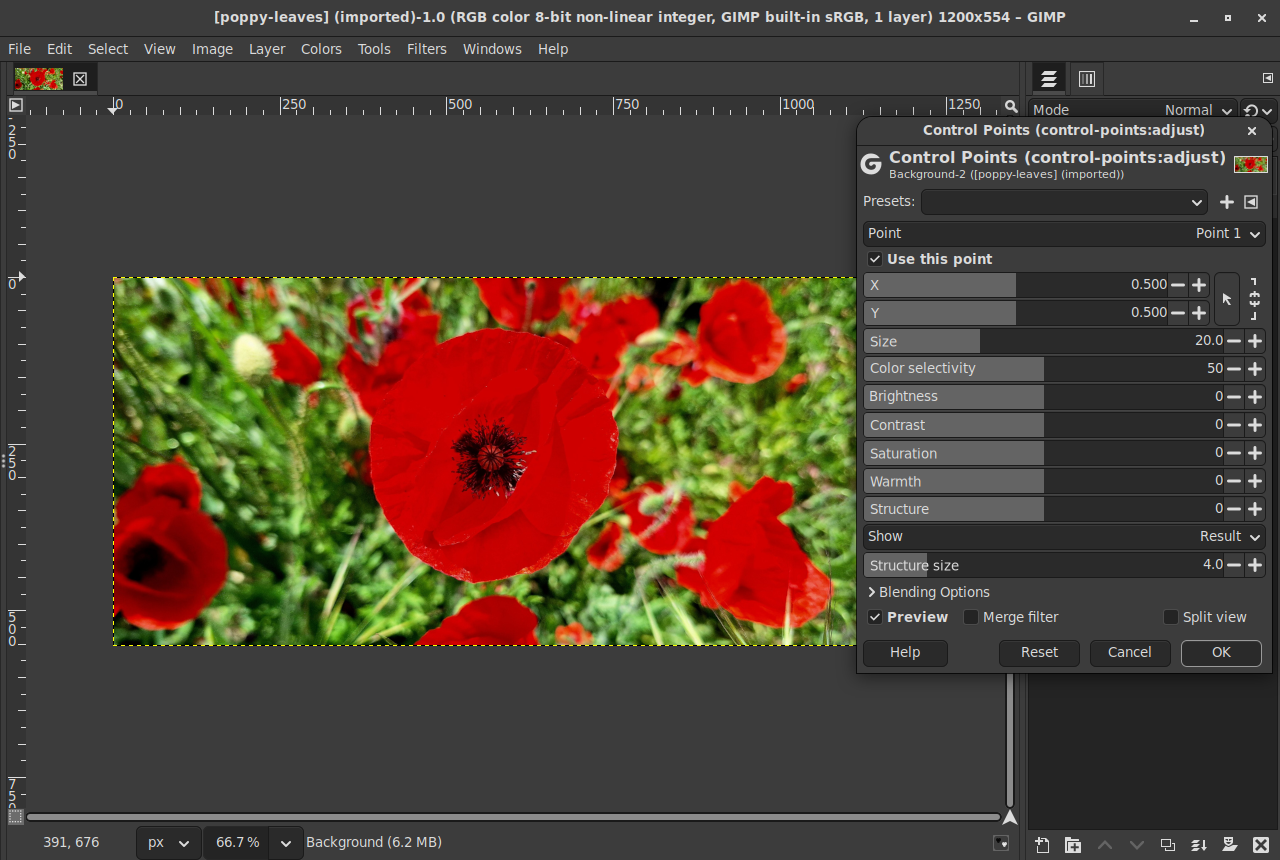 [poppy-leaves] (imported)-1.0 (RGB color 8-bit non-linear integer, GIMP built-in sRGB, 1 layer) 1200x554 – GIMP
File Edit Select View Image Layer Colors Tools Filters Windows Help
0 250 500 750 1000 1250
Mode Normal
250
0
250
500
750
Control Points (control-points:adjust)
Control Points (control-points:adjust)
Background-2 ([poppy-leaves] (imported))
Presets:
Point Point 1
Use this point
X 0.500
Y 0.500
Size 20.0
Color selectivity 50
Brightness 0
Contrast 0
Saturation 0
Warmth 0
Structure 0
Show Result
Structure size 4.0
Blending Options
Preview Merge filter Split view
Help Reset Cancel OK
391, 676 px 66.7 % Background (6.2 MB)